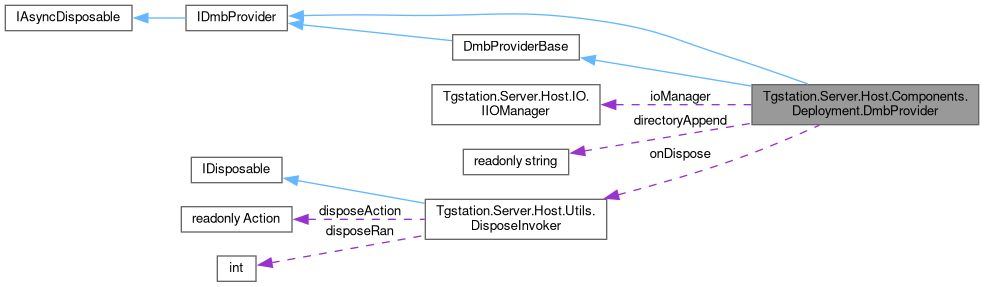 IAsyncDisposable
IDmbProvider
DmbProviderBase
Tgstation.Server.Host.Components.
Deployment.DmbProvider
Tgstation.Server.Host.IO.
IIOManager
ioManager
directoryAppend
readonly string
onDispose
IDisposable
readonly Action
disposeAction
disposeRan
Tgstation.Server.Host.Utils.
DisposeInvoker
int